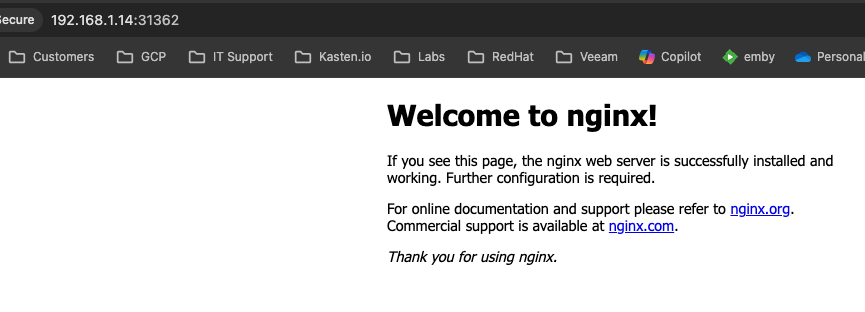 192.168.1.14:31362
Customers GCP IT Support Kasten.io Labs RedHat Veeam Copilot emby Personal
Welcome to nginx!
If you see this page, the nginx web server is successfully installed and
working. Further configuration is required.
For online documentation and support please refer to nginx.org.
Commercial support is available at nginx.com.
Thank you for using nginx.